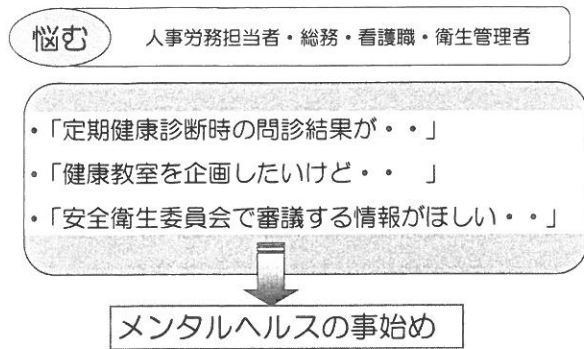 悩む 人事労務担当者・総務・看護職・衛生管理者
・「定期健康診断時の問診結果が・・」
・「健康教室を企画したいけど・・　」
・「安全衛生委員会で審議する情報がほしい・・」
メンタルヘルスの事始め